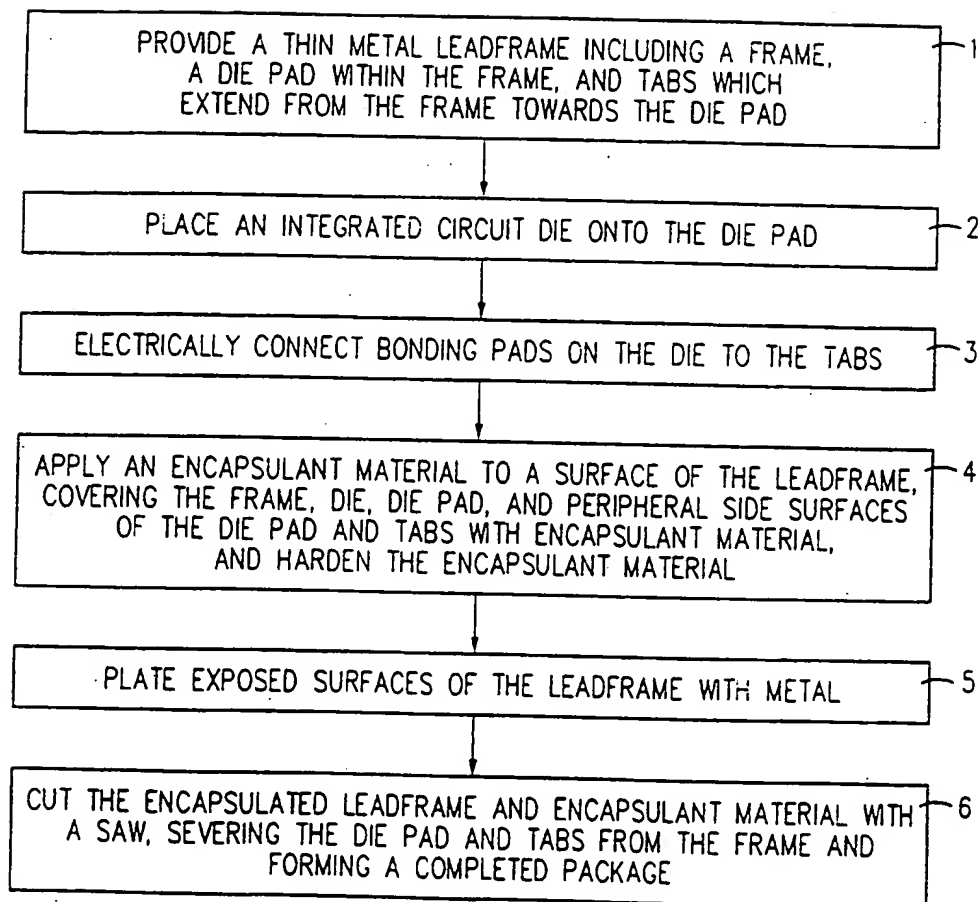 PROVIDE A THIN METAL LEADFRAME INCLUDING A FRAME, 1
A DIE PAD WITHIN THE FRAME, AND TABS WHICH
EXTEND FROM THE FRAME TOWARDS THE DIE PAD
PLACE AN INTEGRATED CIRCUIT DIE ONTO THE DIE PAD 2
ELECTRICALLY CONNECT BONDING PADS ON THE DIE TO THE TABS 3
APPLY AN ENCAPSULANT MATERIAL TO A SURFACE OF THE LEADFRAME, 4
COVERING THE FRAME, DIE, DIE PAD, AND PERIPHERAL SIDE SURFACES
OF THE DIE PAD AND TABS WITH ENCAPSULANT MATERIAL,
AND HARDEN THE ENCAPSULANT MATERIAL
PLATE EXPOSED SURFACES OF THE LEADFRAME WITH METAL 5
CUT THE ENCAPSULATED LEADFRAME AND ENCAPSULANT MATERIAL WITH 6
A SAW, SEVERING THE DIE PAD AND TABS FROM THE FRAME AND
FORMING A COMPLETED PACKAGE